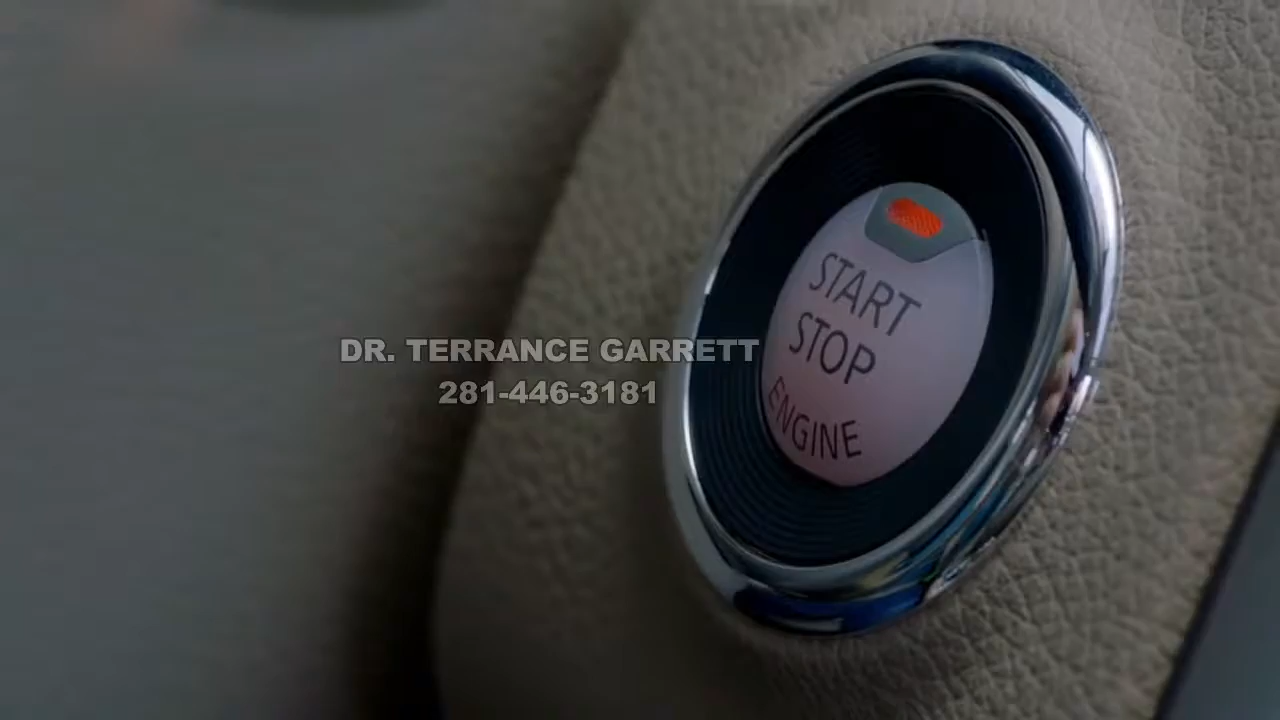 START
STOP
ENGINE
DR. TERRANCE GARRETT
281-446-3181